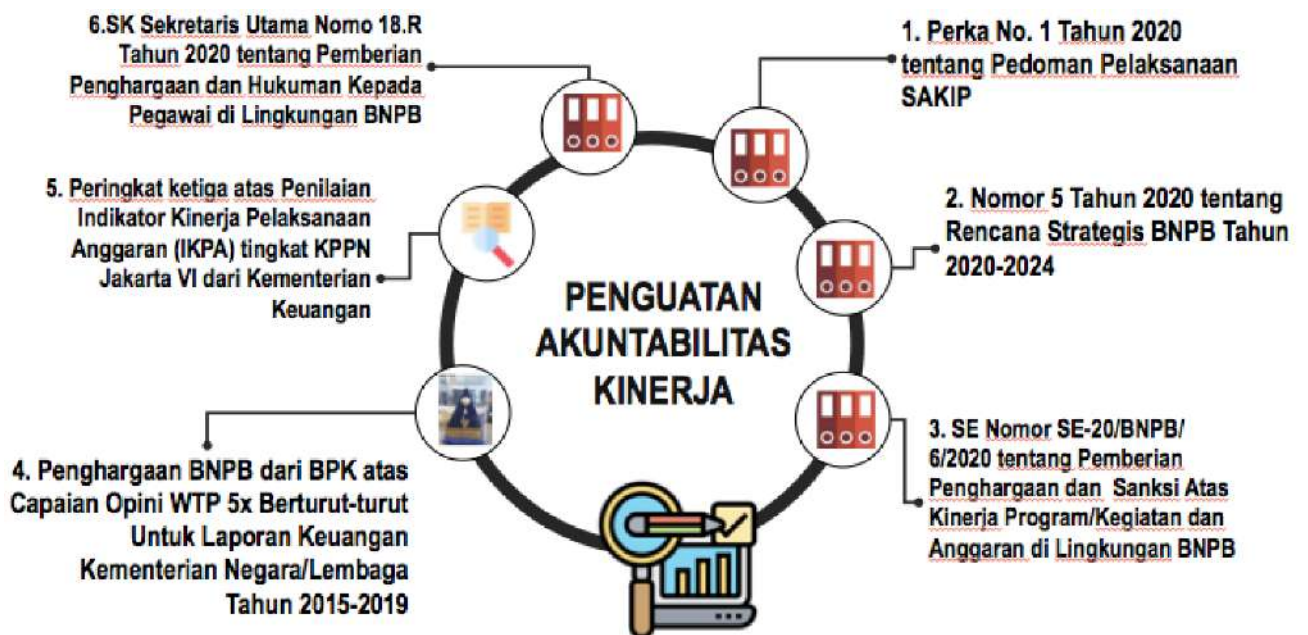 6.SK Sekretaris Utama Nomo 18.R
Tahun 2020 tentang Pemberian
Penghargaan dan Hukuman Kepada
Pegawai di Lingkungan BNPB
1. Perka No. 1 Tahun 2020
tentang Pedoman Pelaksanaan
SAKIP
5. Peringkat ketiga atas Penilaian
Indikator Kinerja Pelaksanaan
Anggaran (IKPA) tingkat KPPN
Jakarta VI dari Kementerian
Keuangan
2. Nomor 5 Tahun 2020 tentang
Rencana Strategis BNPB Tahun
2020-2024
PENGUATAN
AKUNTABILITAS
KINERJA
4. Penghargaan BNPB dari BPK atas
Capaian Opini WTP 5x Berturut-turut
Untuk Laporan Keuangan
Kementerian Negara/Lembaga
Tahun 2015-2019
3. SE Nomor SE-20/BNPB/
6/2020 tentang Pemberian
Penghargaan dan Sanksi Atas
Kinerja Program/Kegiatan dan
Anggaran di Lingkungan BNPB